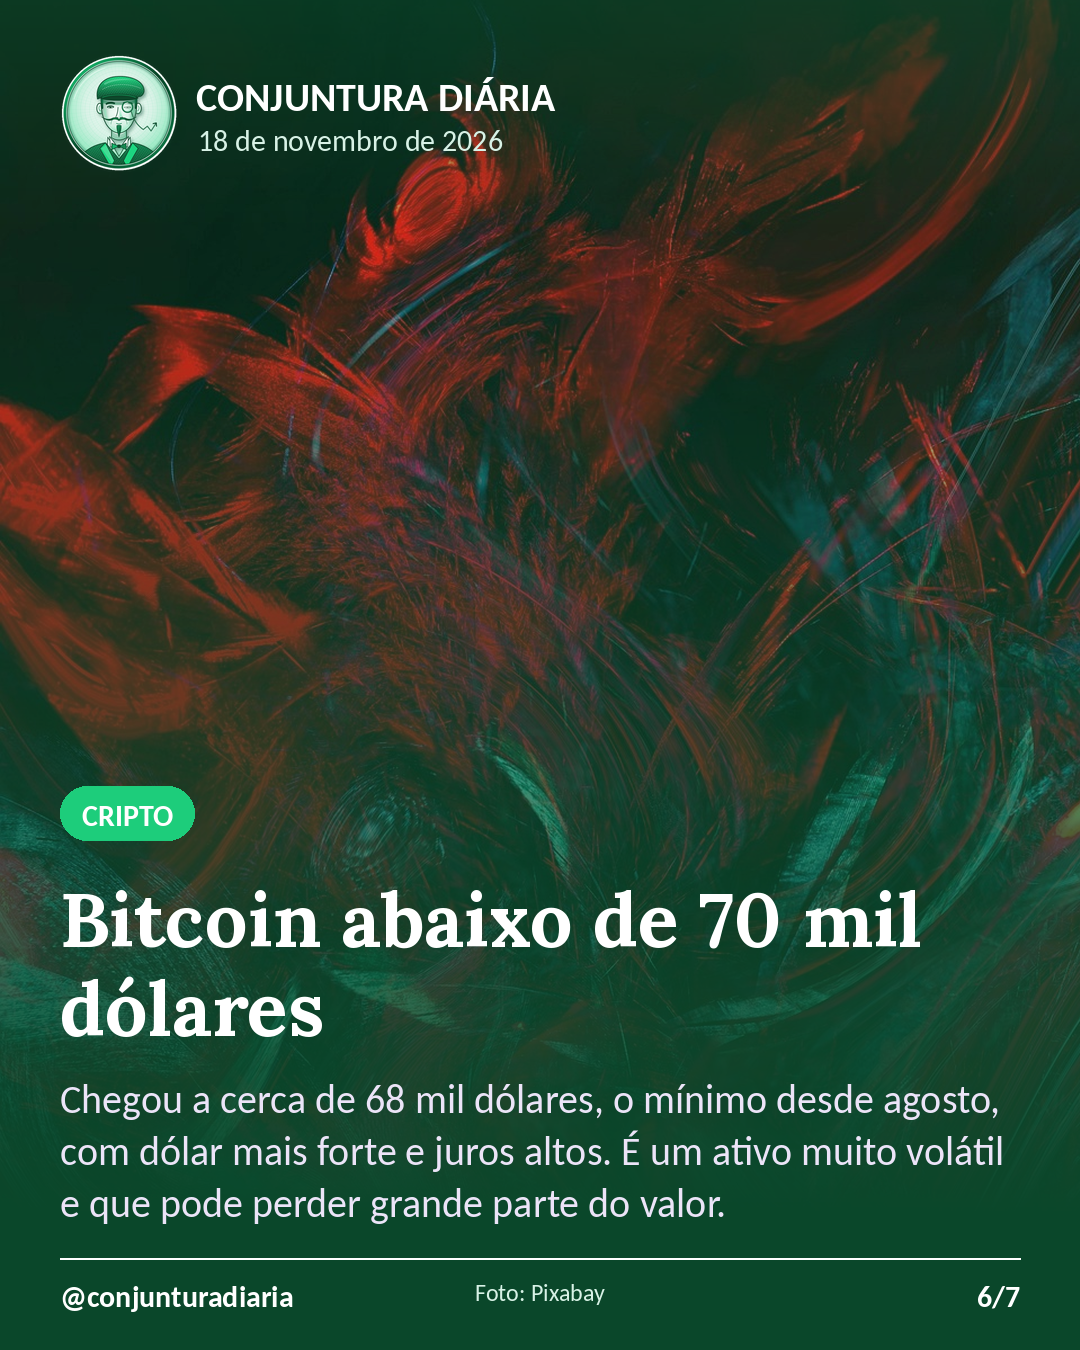 CONJUNTURA DIÁRIA
18 de novembro de 2026
CRIPTO
Bitcoin abaixo de 70 mil
dólares
Chegou a cerca de 68 mil dólares, o mínimo desde agosto,
com dólar mais forte e juros altos. É um ativo muito volátil
e que pode perder grande parte do valor.
@conjunturadiaria
Foto: Pixabay
6/7